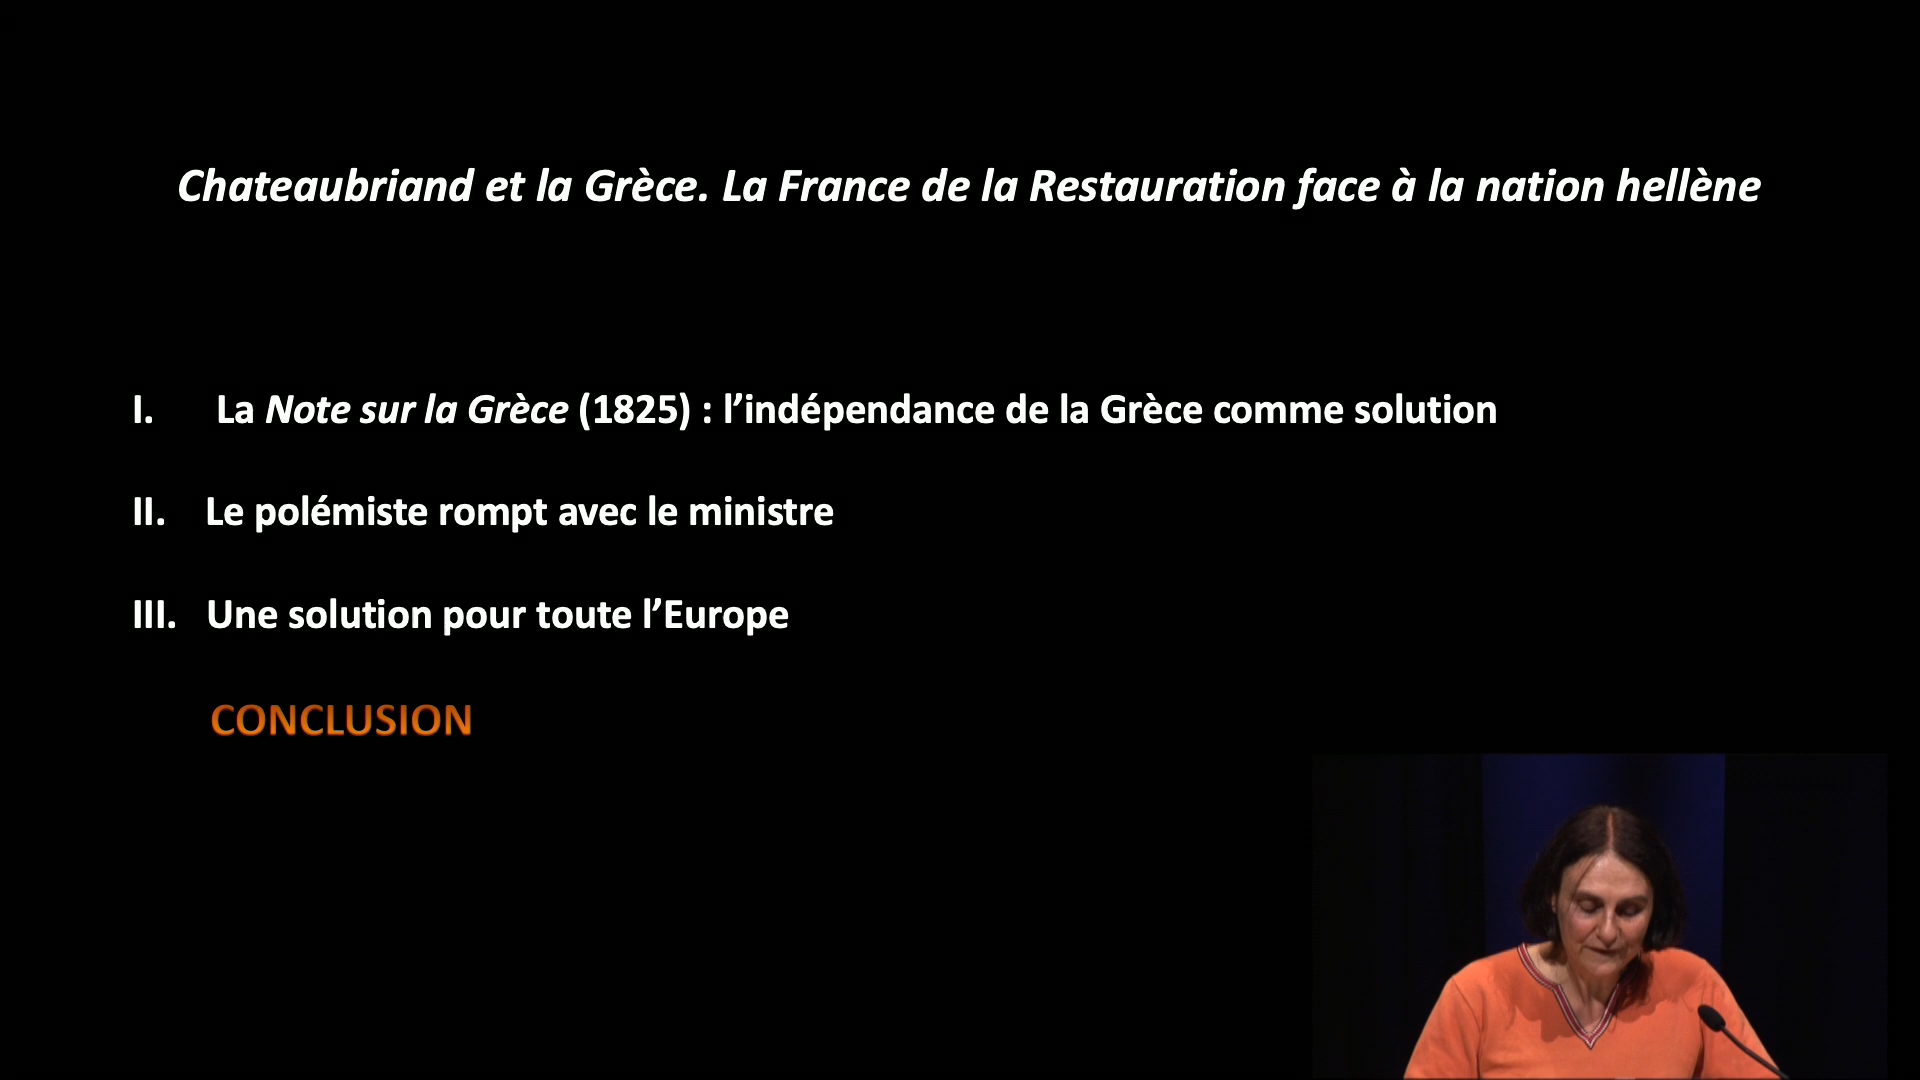 Chateaubriand et la Grèce. La France de la Restauration face à la nation hellène
I. La Note sur la Grèce (1825) : l’indépendance de la Grèce comme solution
II. Le polémiste rompt avec le ministre
III. Une solution pour toute l’Europe
CONCLUSION